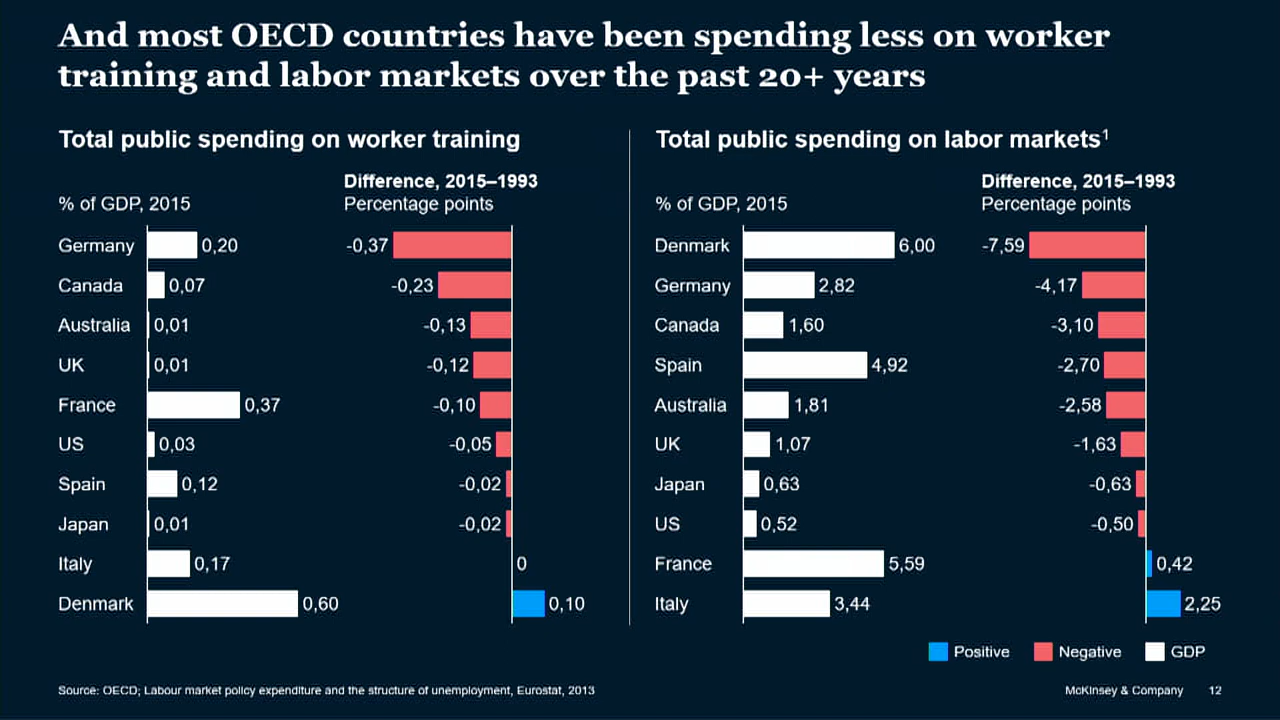 And most OECD countries have been spending less on worker
training and labor markets over the past 20+ years
Total public spending on worker training
% of GDP, 2015
Difference, 2015–1993
Percentage points
Germany 0,20 -0,37
Canada 0,07 -0,23
Australia 0,01 -0,13
UK 0,01 -0,12
France 0,37 -0,10
US 0,03 -0,05
Spain 0,12 -0,02
Japan 0,01 -0,02
Italy 0,17 0
Denmark 0,60 0,10
Total public spending on labor markets¹
% of GDP, 2015
Difference, 2015–1993
Percentage points
Denmark 6,00 -7,59
Germany 2,82 -4,17
Canada 1,60 -3,10
Spain 4,92 -2,70
Australia 1,81 -2,58
UK 1,07 -1,63
Japan 0,63 -0,63
US 0,52 -0,50
France 5,59 0,42
Italy 3,44 2,25
Positive Negative GDP
Source: OECD; Labour market policy expenditure and the structure of unemployment, Eurostat, 2013
McKinsey & Company 12